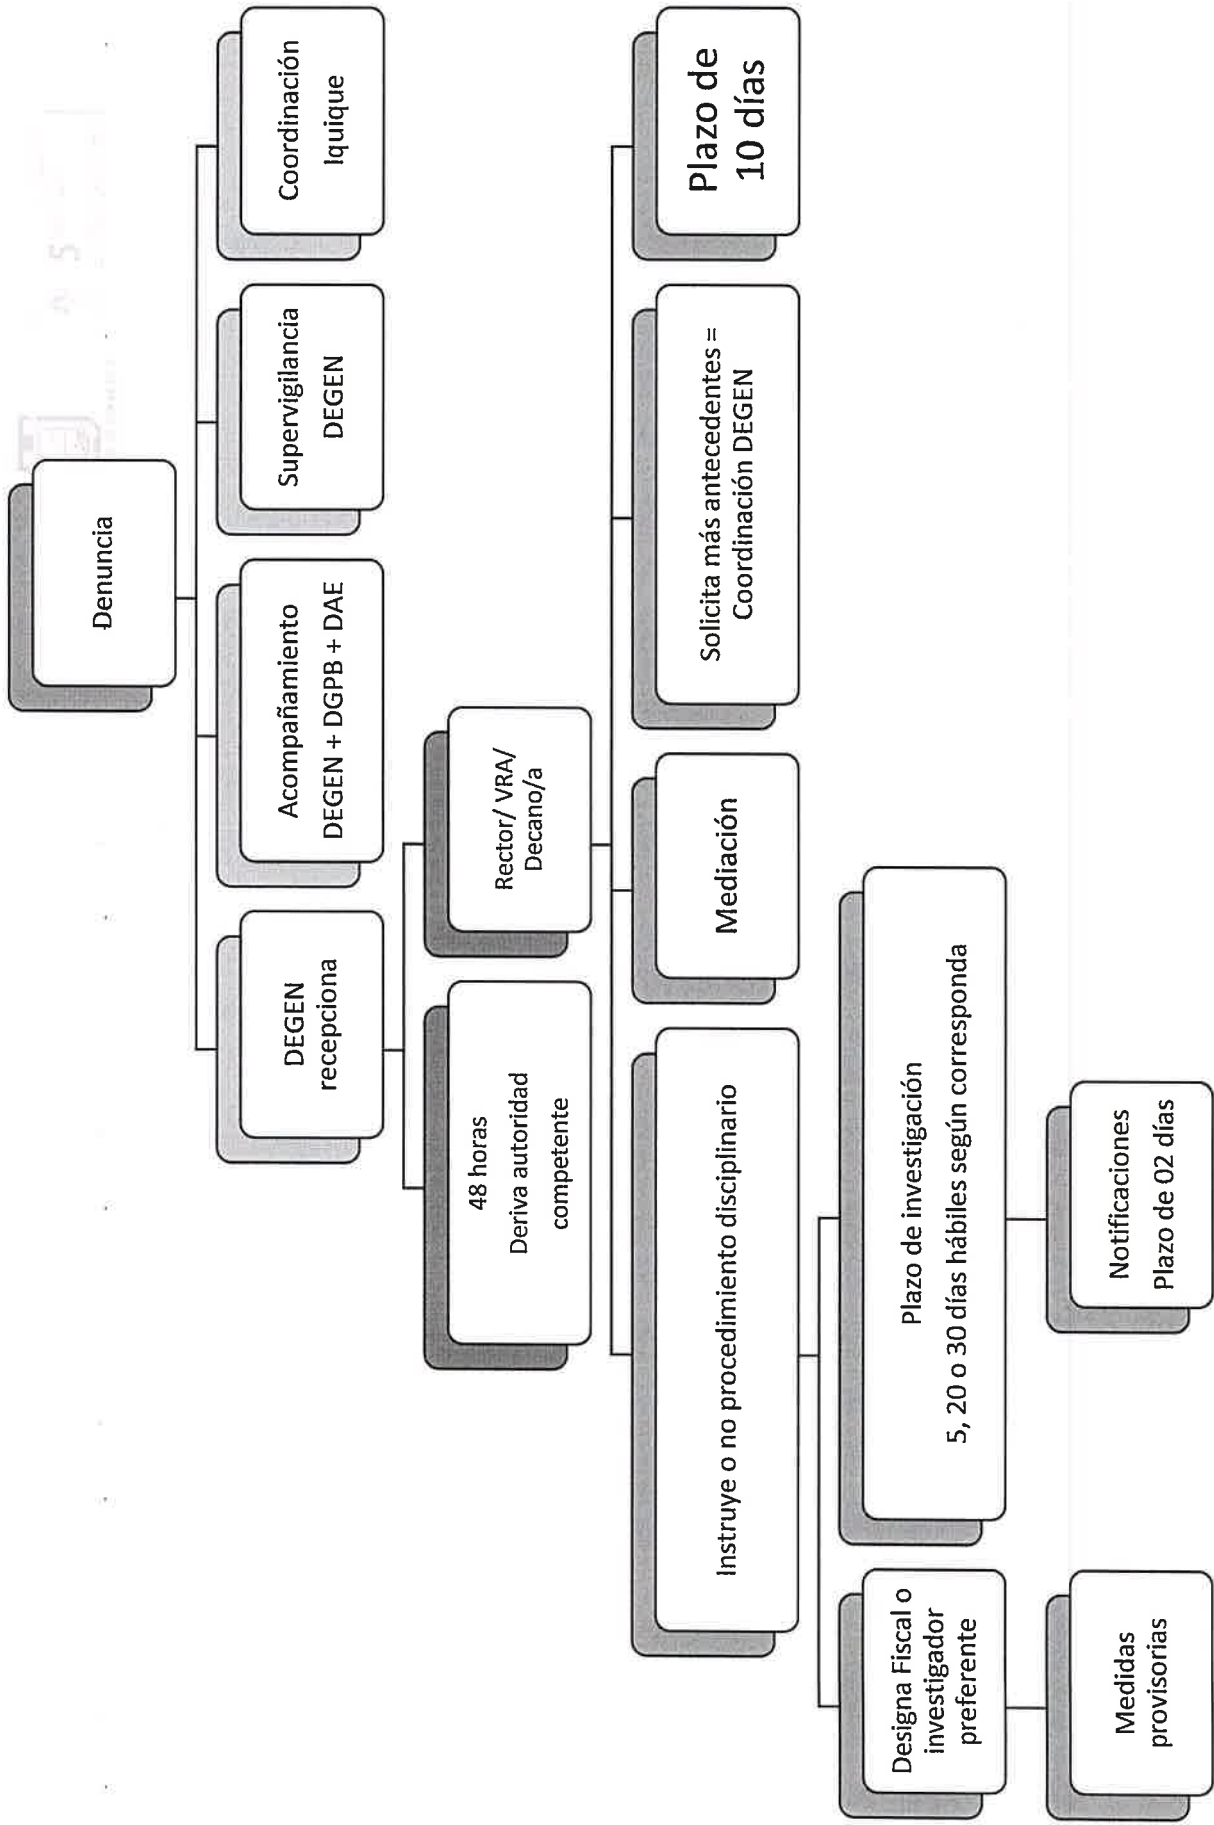 Denuncia
DEGEN
recepciona
Acompañamiento
DEGEN + DGPB + DAE
Supervigilancia
DEGEN
Coordinación
Iquique
48 horas
Deriva autoridad
competente
Rector/ VRA/
Decano/a
Instruye o no procedimiento disciplinario
Mediación
Solicita más antecedentes =
Coordinación DEGEN
Plazo de
10 días
Designa Fiscal o
investigador
preferente
Plazo de investigación
5, 20 o 30 días hábiles según corresponda
Medidas
provisorias
Notificaciones
Plazo de 02 días